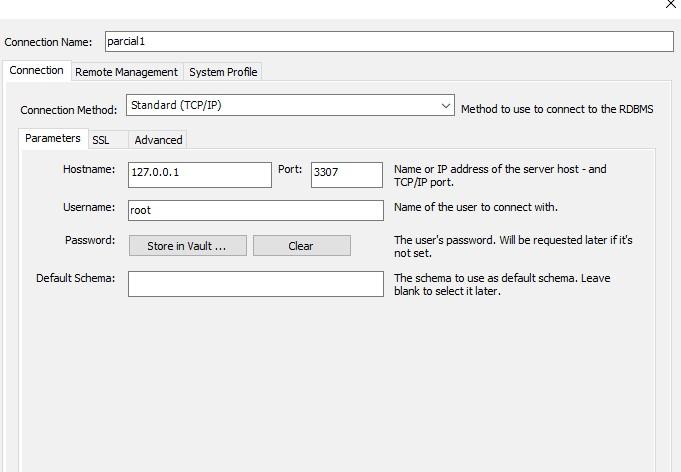 Connection Name: parcial1
Connection Remote Management System Profile
Connection Method: Standard (TCP/IP) Method to use to connect to the RDBMS
Parameters SSL Advanced
Hostname: 127.0.0.1 Port: 3307 Name or IP address of the server host - and
TCP/IP port.
Username: root Name of the user to connect with.
Password: Store in Vault ... Clear The user's password. Will be requested later if it's
not set.
Default Schema: The schema to use as default schema. Leave
blank to select it later.